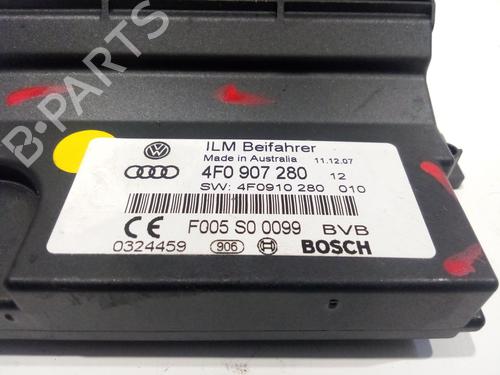 B-PARTS
ILM Beifahrer
Made in Australia 11.12.07
4F0 907 280 12
SW: 4F0910 280 010
F005 S0 0099 BVB
0324459 906 BOSCH